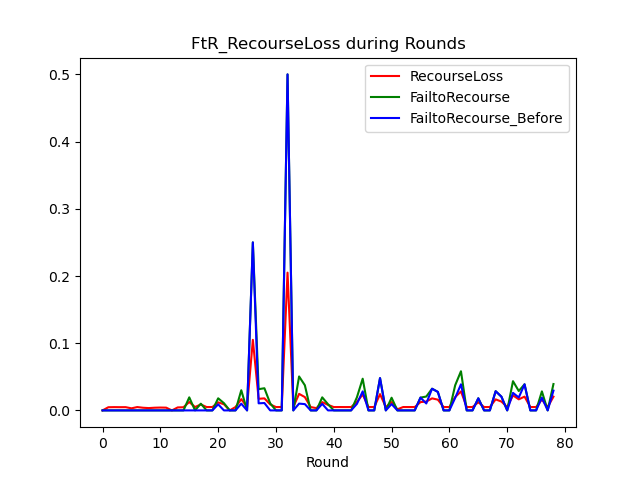 FtR_RecourseLoss during Rounds
RecourseLoss
FailtoRecourse
FailtoRecourse_Before
0.5
0.4
0.3
0.2
0.1
0.0
0 10 20 30 40 50 60 70 80
Round